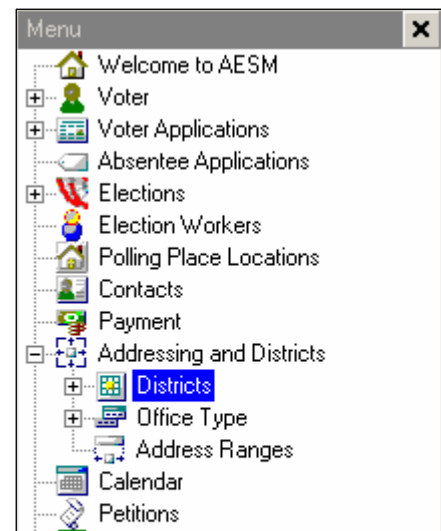 Menu
Welcome to AESM
Voter
Voter Applications
Absentee Applications
Elections
Election Workers
Polling Place Locations
Contacts
Payment
Addressing and Districts
Districts
Office Type
Address Ranges
Calendar
Petitions